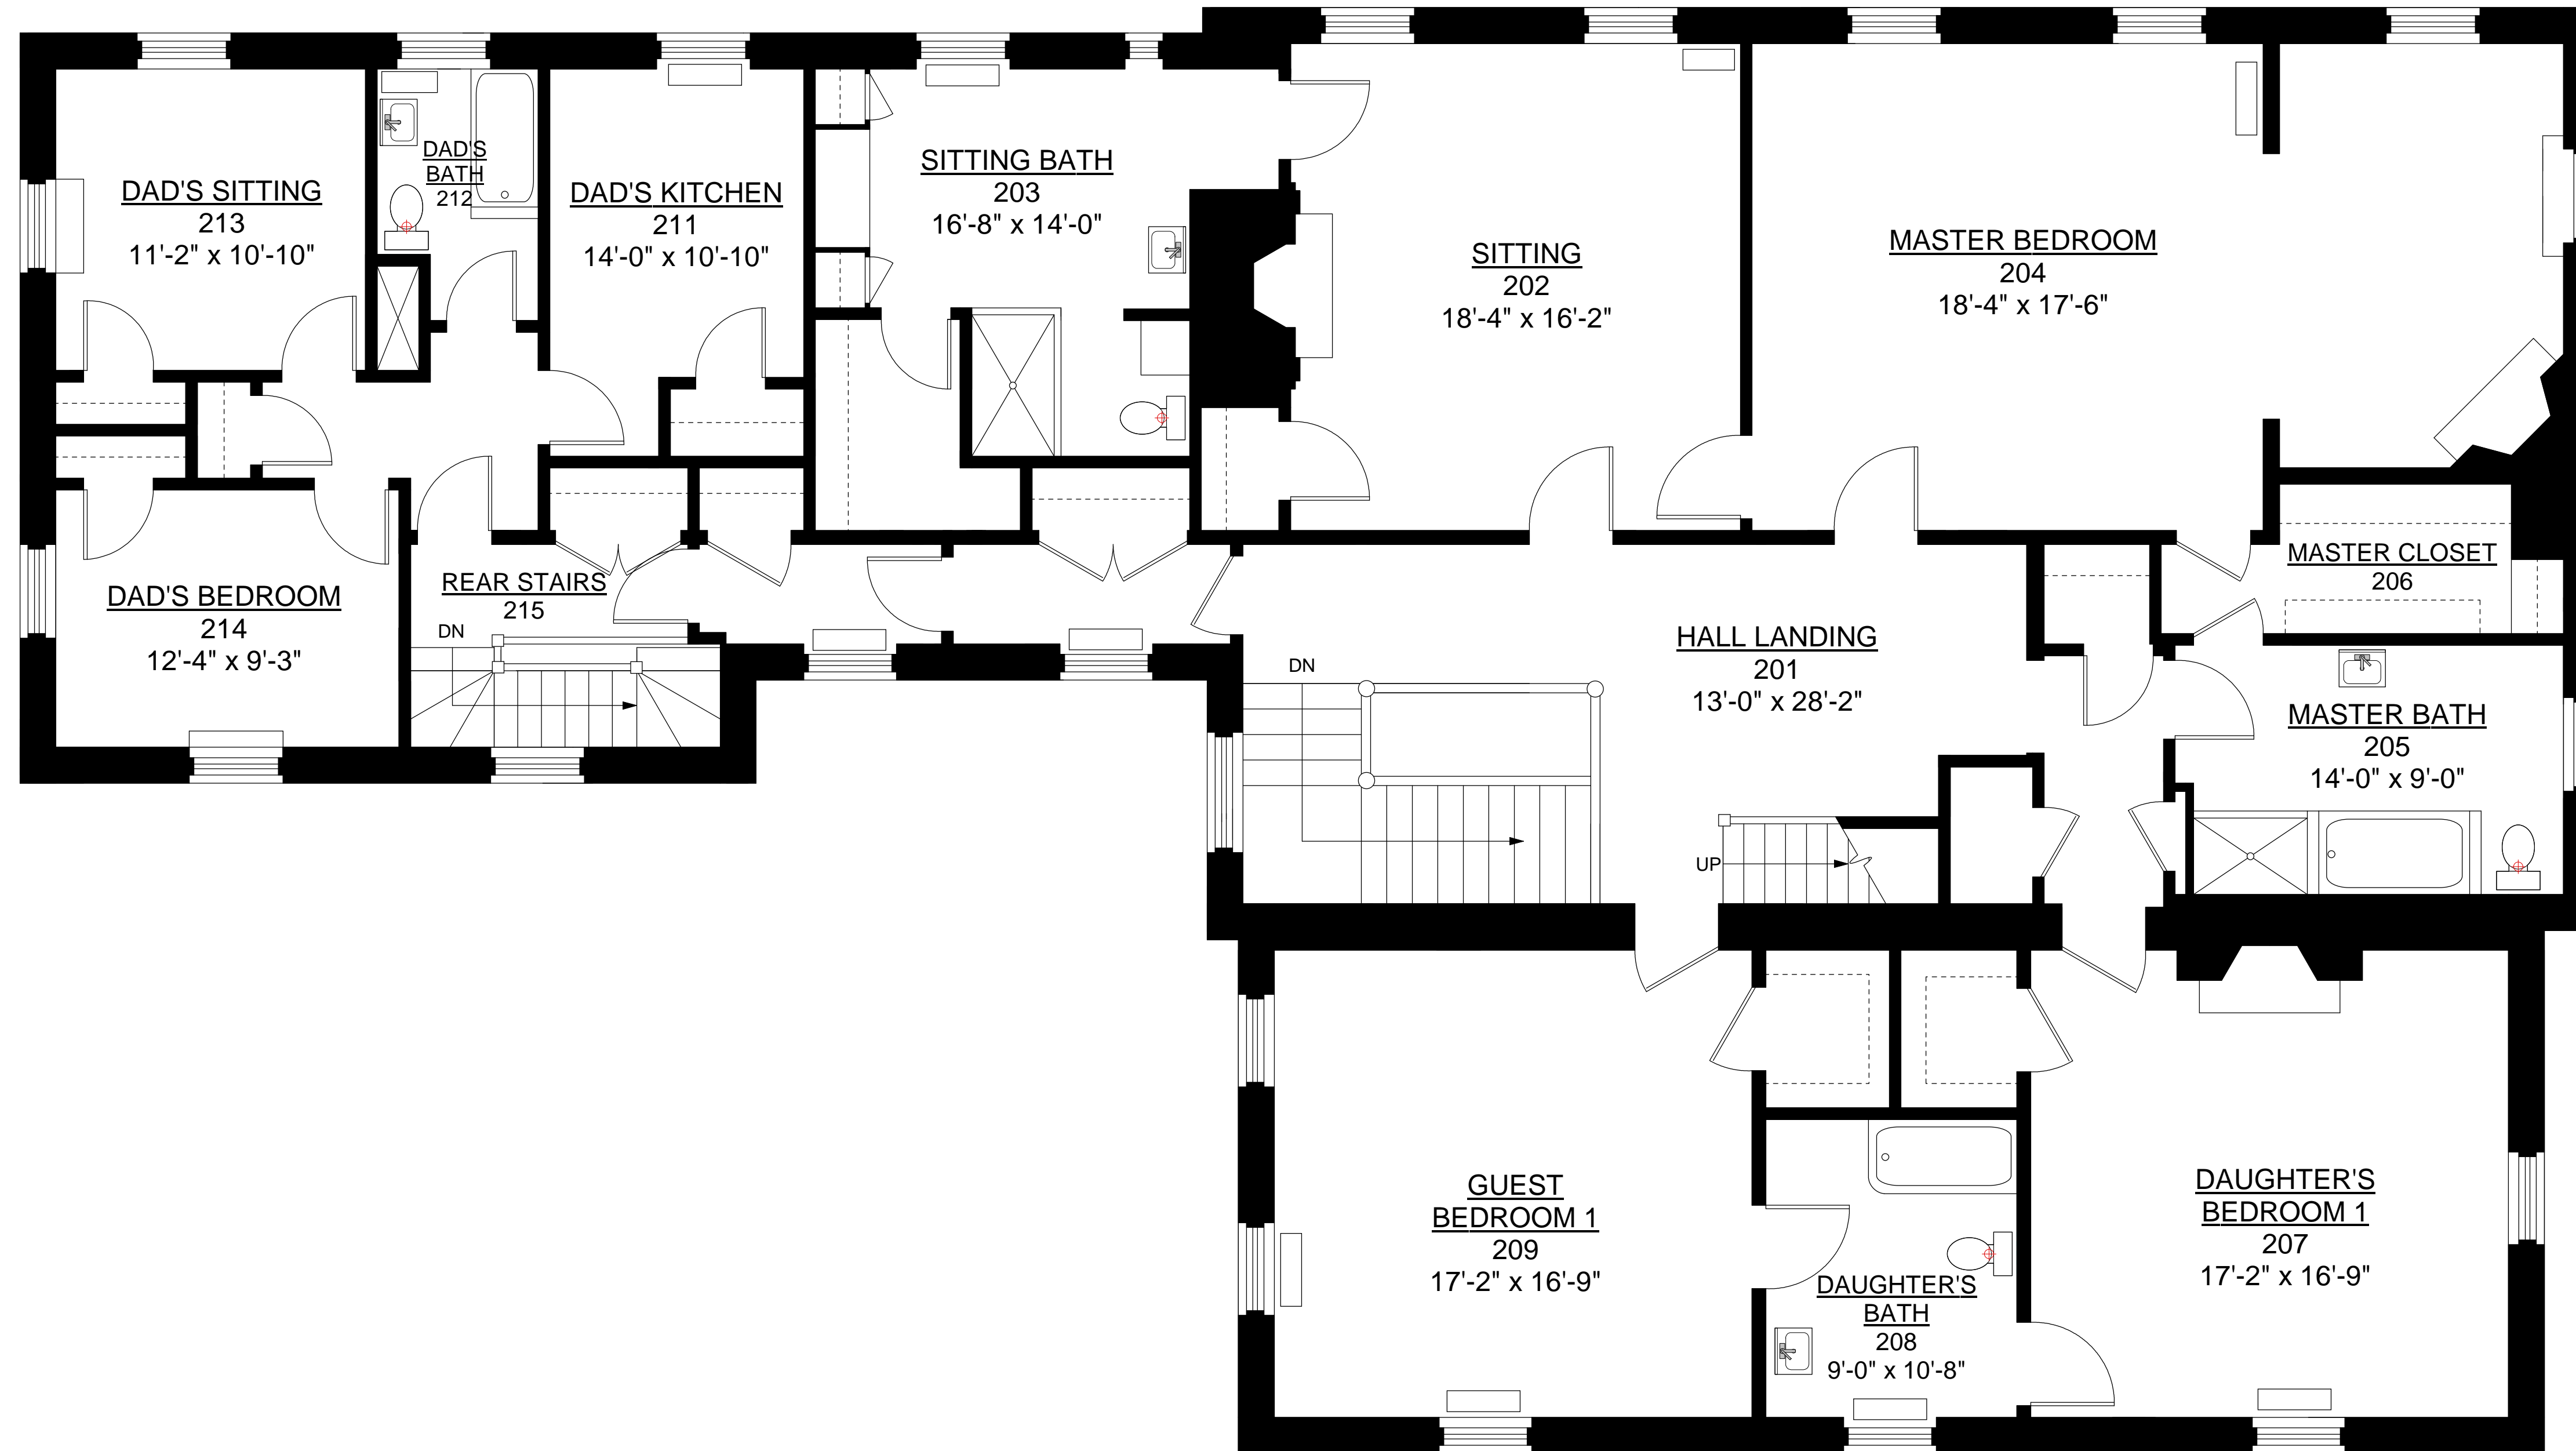 DAD'S SITTING
213
11'-2" x 10'-10"
DAD'S
BATH
212
DAD'S KITCHEN
211
14'-0" x 10'-10"
SITTING BATH
203
16'-8" x 14'-0"
SITTING
202
18'-4" x 16'-2"
MASTER BEDROOM
204
18'-4" x 17'-6"
DAD'S BEDROOM
214
12'-4" x 9'-3"
REAR STAIRS
215
DN
HALL LANDING
201
13'-0" x 28'-2"
DN
UP
MASTER CLOSET
206
MASTER BATH
205
14'-0" x 9'-0"
GUEST
BEDROOM 1
209
17'-2" x 16'-9"
DAUGHTER'S
BATH
208
9'-0" x 10'-8"
DAUGHTER'S
BEDROOM 1
207
17'-2" x 16'-9"